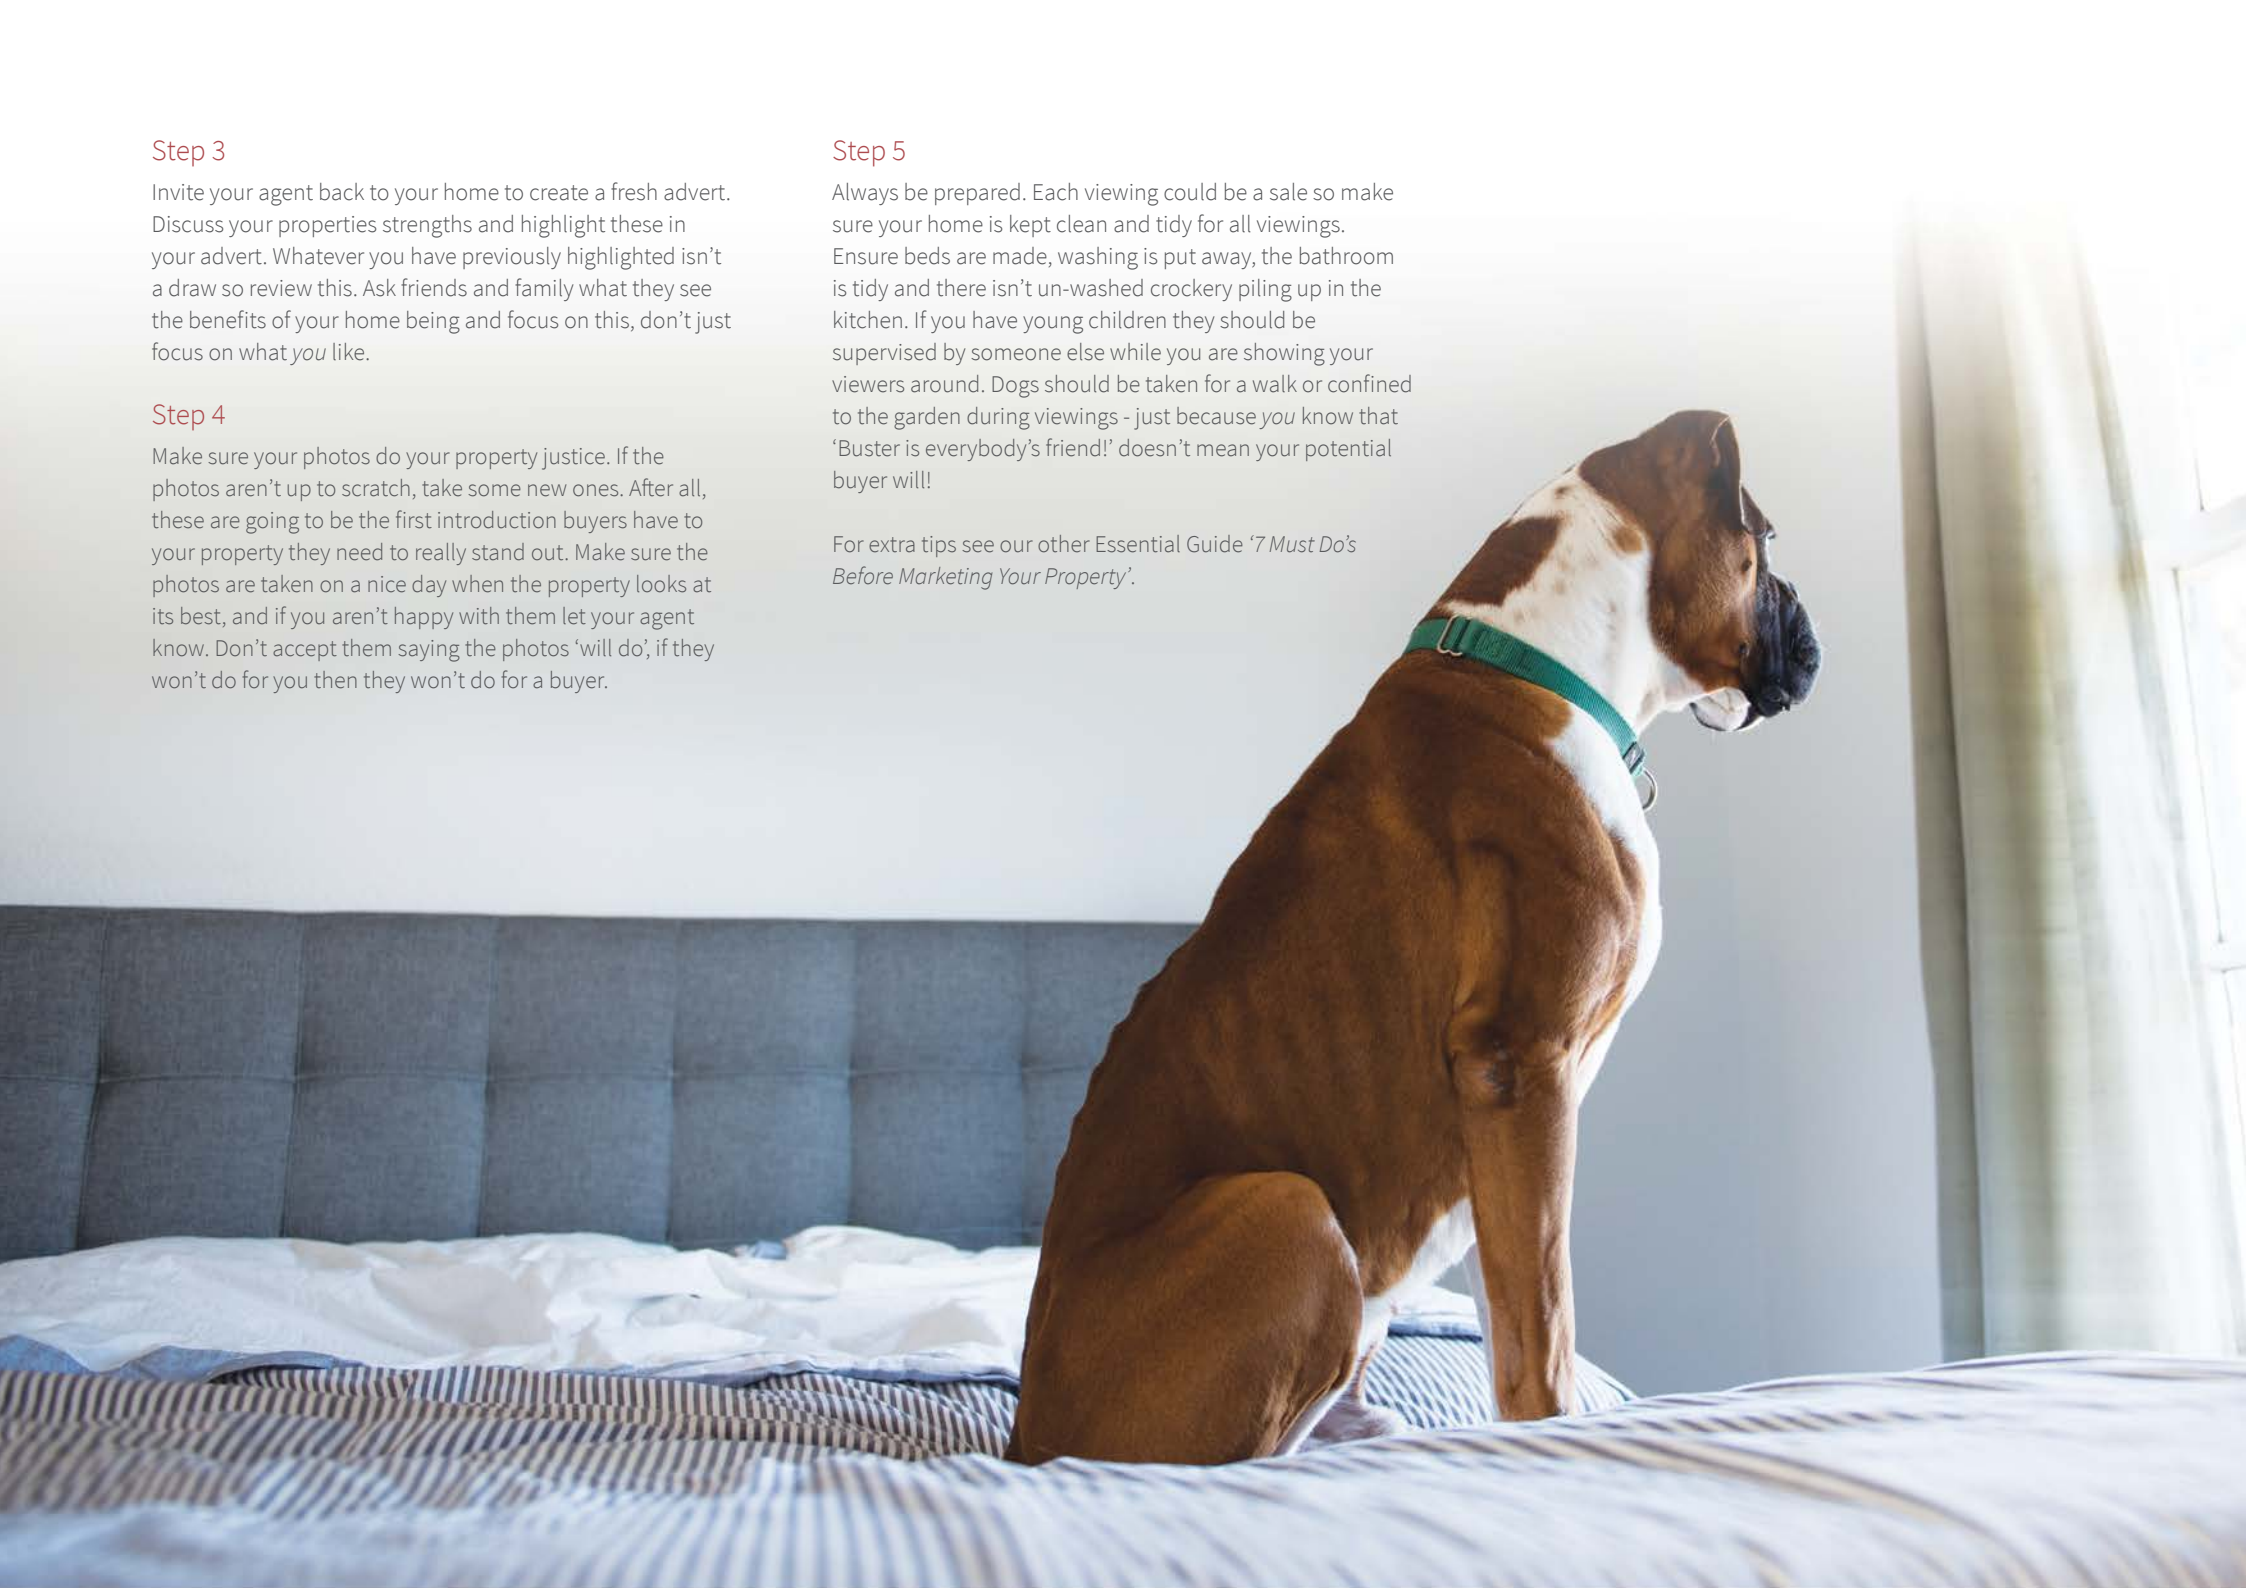 Step 3
Invite your agent back to your home to create a fresh advert.
Discuss your properties strengths and highlight these in
your advert. Whatever you have previously highlighted isn’t
a draw so review this. Ask friends and family what they see
the benefits of your home being and focus on this, don’t just
focus on what you like.
Step 4
Make sure your photos do your property justice. If the
photos aren’t up to scratch, take some new ones. After all,
these are going to be the first introduction buyers have to
your property they need to really stand out. Make sure the
photos are taken on a nice day when the property looks at
its best, and if you aren’t happy with them let your agent
know. Don’t accept them saying the photos ‘will do’, if they
won’t do for you then they won’t do for a buyer.
Step 5
Always be prepared. Each viewing could be a sale so make
sure your home is kept clean and tidy for all viewings.
Ensure beds are made, washing is put away, the bathroom
is tidy and there isn’t un-washed crockery piling up in the
kitchen. If you have young children they should be
supervised by someone else while you are showing your
viewers around. Dogs should be taken for a walk or confined
to the garden during viewings - just because you know that
‘Buster is everybody’s friend!’ doesn’t mean your potential
buyer will!
For extra tips see our other Essential Guide ‘7 Must Do’s
Before Marketing Your Property’.